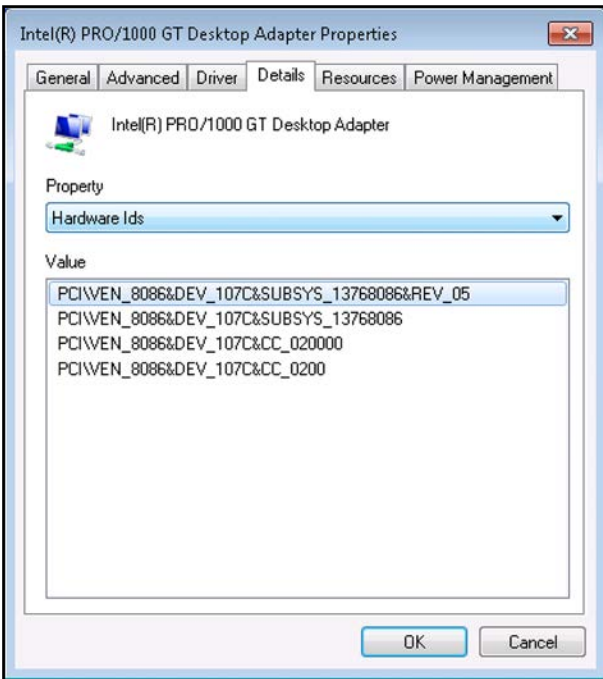 Intel(R) PRO/1000 GT Desktop Adapter Properties
General Advanced Driver Details Resources Power Management
Intel(R) PRO/1000 GT Desktop Adapter
Property
Hardware Ids
Value
PCI\VEN_8086&DEV_107C&SUBSYS_13768086&REV_05
PCI\VEN_8086&DEV_107C&SUBSYS_13768086
PCI\VEN_8086&DEV_107C&CC_020000
PCI\VEN_8086&DEV_107C&CC_0200
OK Cancel